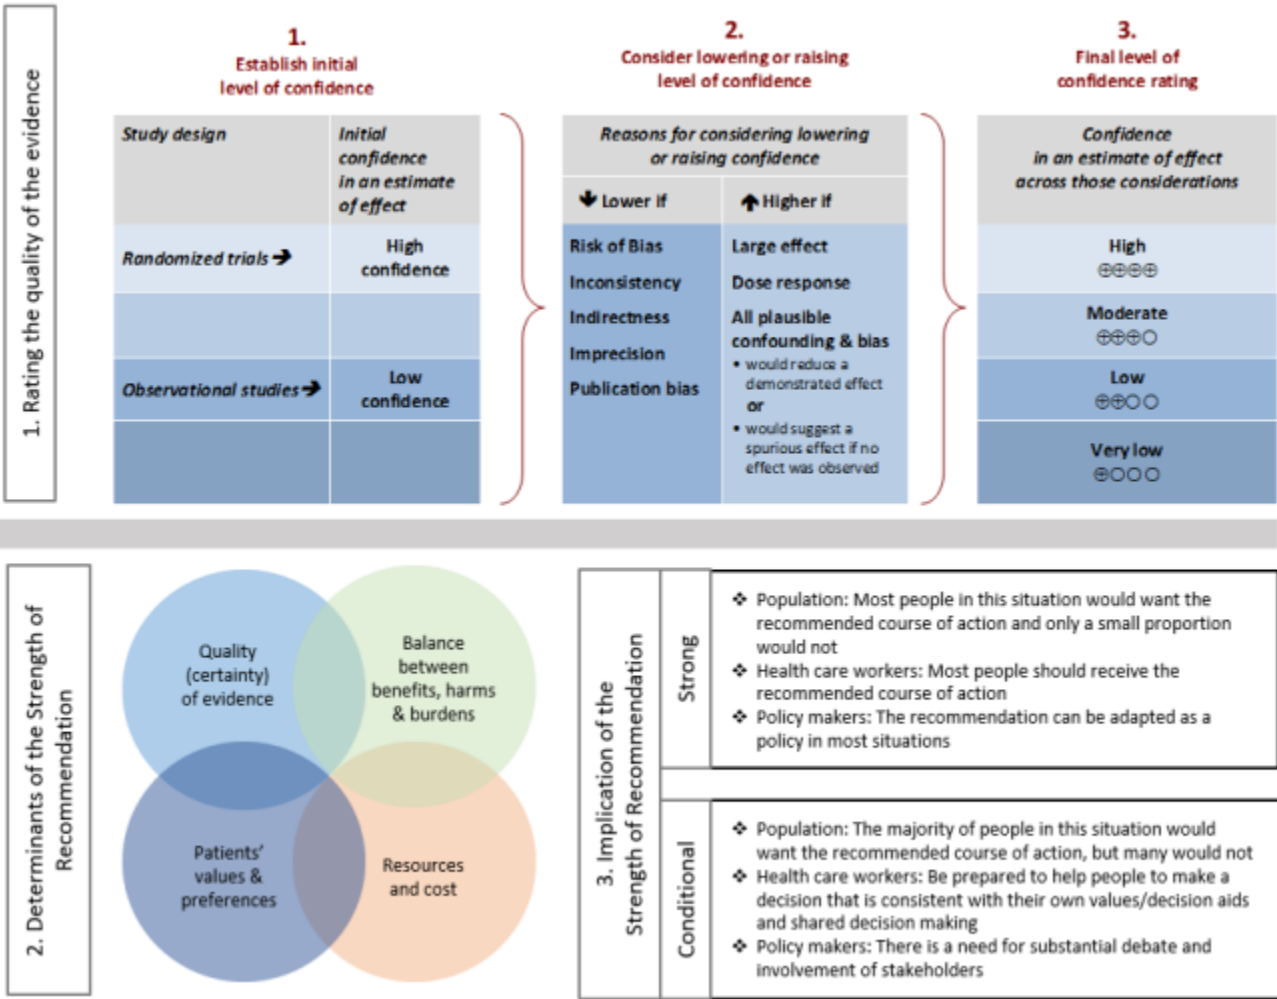 1. Rating the quality of the evidence
1.
Establish initial
level of confidence
Study design
Initial
confidence
in an estimate
of effect
Randomized trials ➔
High
confidence
Observational studies ➔
Low
confidence
2.
Consider lowering or raising
level of confidence
Reasons for considering lowering
or raising confidence
🡇 Lower if
🡅 Higher if
Risk of Bias
Inconsistency
Indirectness
Imprecision
Publication bias
Large effect
Dose response
All plausible
confounding & bias
• would reduce a
demonstrated effect
or
• would suggest a
spurious effect if no
effect was observed
3.
Final level of
confidence rating
Confidence
in an estimate of effect
across those considerations
High
⊕⊕⊕⊕
Moderate
⊕⊕⊕○
Low
⊕⊕○○
Very low
⊕○○○
2. Determinants of the Strength of
Recommendation
Quality
(certainty)
of evidence
Balance
between
benefits, harms
& burdens
Patients'
values &
preferences
Resources
and cost
3. Implication of the
Strength of Recommendation
Strong
❖ Population: Most people in this situation would want the
recommended course of action and only a small proportion
would not
❖ Health care workers: Most people should receive the
recommended course of action
❖ Policy makers: The recommendation can be adapted as a
policy in most situations
Conditional
❖ Population: The majority of people in this situation would
want the recommended course of action, but many would not
❖ Health care workers: Be prepared to help people to make a
decision that is consistent with their own values/decision aids
and shared decision making
❖ Policy makers: There is a need for substantial debate and
involvement of stakeholders